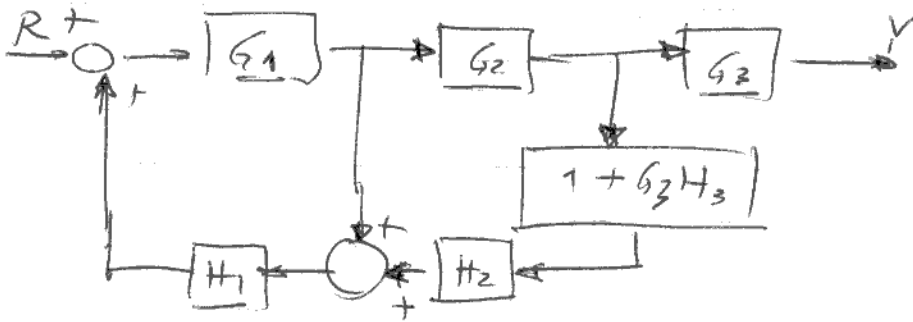 R + G1 G2 G3 Y
+
1 + G3H3
+
H1 H2
+